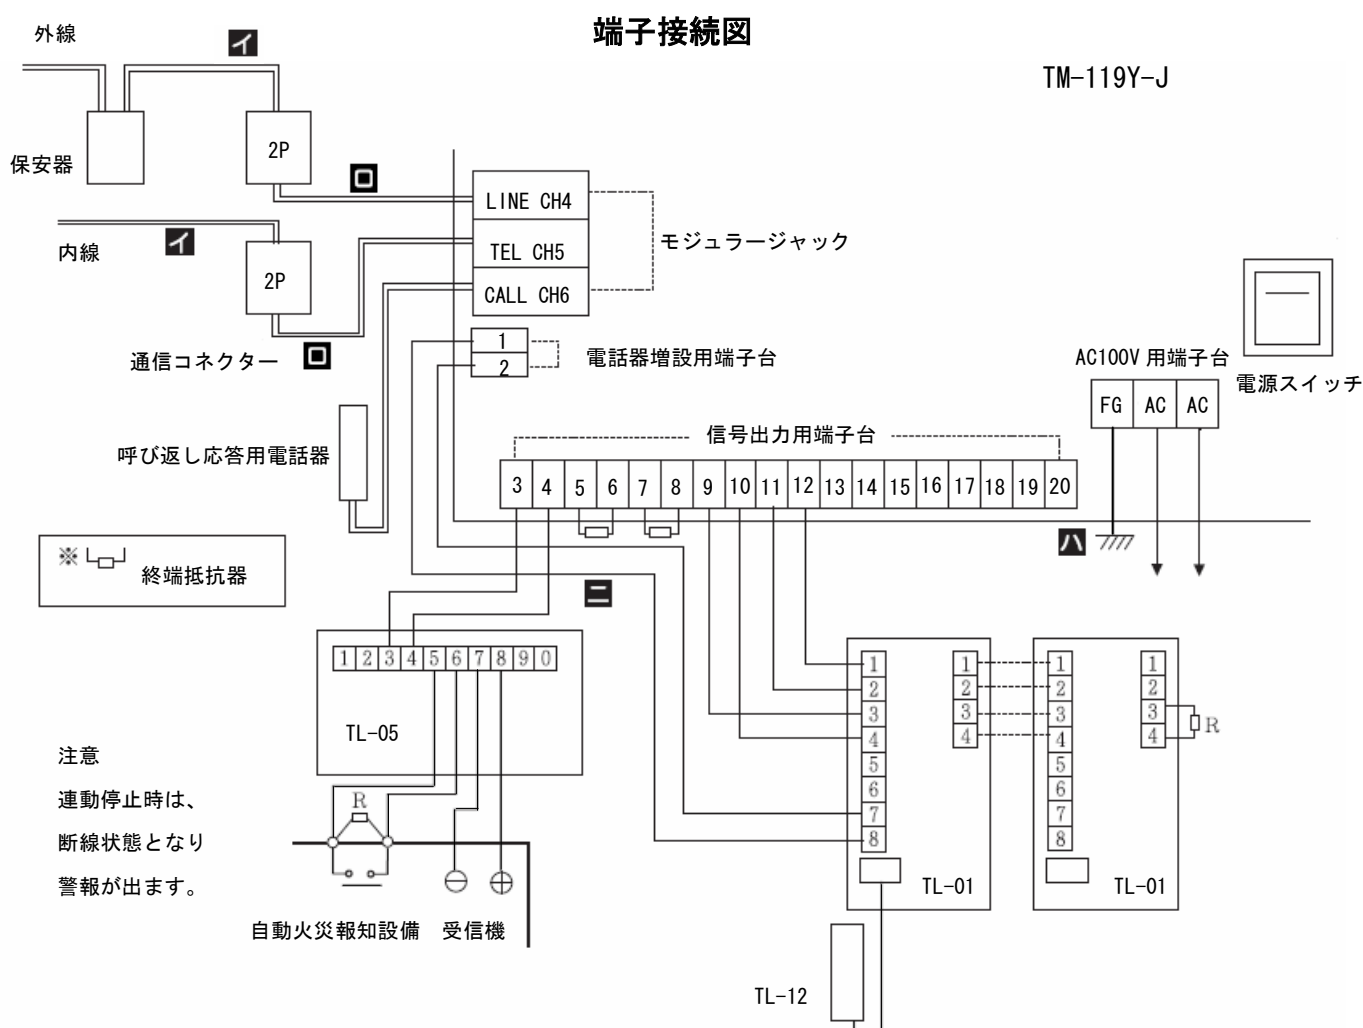 端子接続図
TM-119Y-J
外線
イ
保安器
2P
ロ
LINE CH4
TEL CH5
CALL CH6
モジュラージャック
内線
イ
2P
通信コネクター
ロ
1
2
電話器増設用端子台
AC100V 用端子台
電源スイッチ
FG AC AC
呼び返し応答用電話器
信号出力用端子台
3 4 5 6 7 8 9 10 11 12 13 14 15 16 17 18 19 20
ハ
※ 終端抵抗器
ニ
1 2 3 4 5 6 7 8 9 0
TL-05
1
2
3
4
5
6
7
8
1
2
3
4
TL-01
1
2
3
4
5
6
7
8
1
2
3
4
R
TL-01
注意
連動停止時は、
断線状態となり
警報が出ます。
R
自動火災報知設備 受信機
TL-12